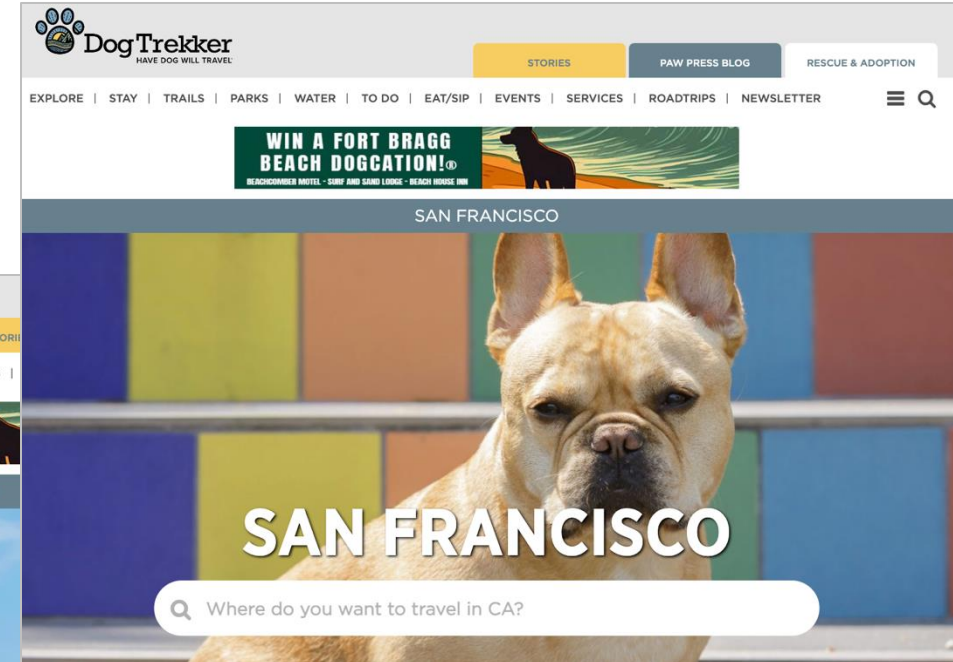 DogTrekker
HAVE DOG WILL TRAVEL
STORIES
PAW PRESS BLOG
RESCUE & ADOPTION
EXPLORE | STAY | TRAILS | PARKS | WATER | TO DO | EAT/SIP | EVENTS | SERVICES | ROADTRIPS | NEWSLETTER
WIN A FORT BRAGG
BEACH DOGCATION!®
BEACHCOMBER MOTEL - SURF AND SAND LODGE - BEACH HOUSE INN
SAN FRANCISCO
SAN FRANCISCO
Where do you want to travel in CA?